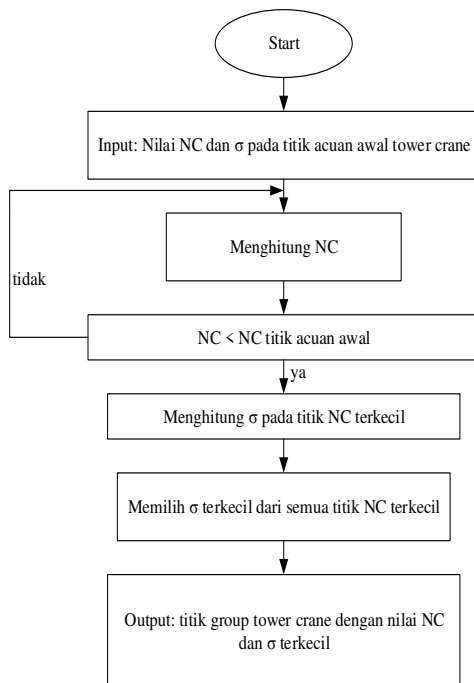 Start
Input: Nilai NC dan σ pada titik acuan awal tower crane
Menghitung NC
tidak
NC < NC titik acuan awal
ya
Menghitung σ pada titik NC terkecil
Memilih σ terkecil dari semua titik NC terkecil
Output: titik group tower crane dengan nilai NC
dan σ terkecil